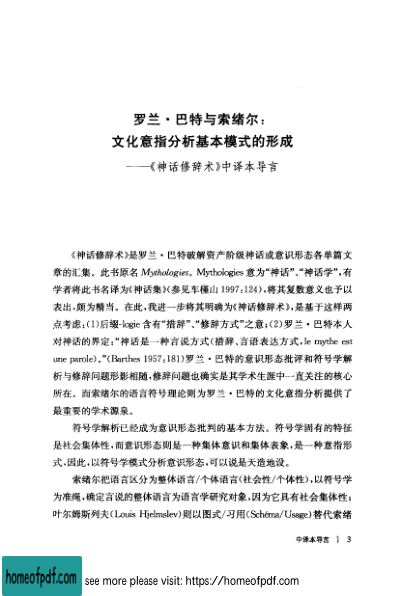 罗兰·巴特与索绪尔：
文化意指分析基本模式的形成
——《神话修辞术》中译本导言
《神话修辞术》是罗兰·巴特破解资产阶级神话或意识形态各单篇文
章的汇集。此书原名 Mythologies。Mythologies 意为“神话”、“神话学”，有
学者将此书名译为《神话集》(参见车槿山 1997:124)，将其复数意义也予以
表出，颇为精当。在此，我进一步将其明确为《神话修辞术》，是基于这样两
点考虑：(1)后缀-logie 含有“措辞”、“修辞方式”之意；(2)罗兰·巴特本人
对神话的界定：“神话是一种言说方式(措辞、言语表达方式，le mythe est
une parole)。”(Barthes 1957:181)罗兰·巴特的意识形态批评和符号学解
析与修辞问题形影相随，修辞问题也确实是其学术生涯中一直关注的核心
所在。而索绪尔的语言符号理论则为罗兰·巴特的文化意指分析提供了
最重要的学术源泉。
符号学解析已经成为意识形态批判的基本方法。符号学固有的特征
是社会集体性，而意识形态则是一种集体意识和集体表象，是一种意指形
式，因此，以符号学模式分析意识形态，可以说是天造地设。
索绪尔把语言区分为整体语言/个体语言(社会性/个体性)，以符号学
为准绳，确定言说的整体语言为语言学研究对象，因为它具有社会集体性；
叶尔姆斯列夫(Louis Hjelmslev)则以图式/习用(Schéma/Usage)替代索绪
中译本导言 | 3
homeofpdf.com
see more please visit: https://homeofpdf.com